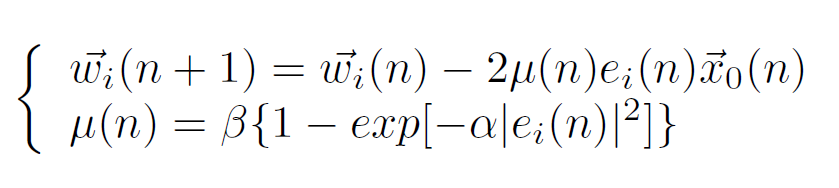 w⃗ᵢ(n + 1) = w⃗ᵢ(n) − 2μ(n)eᵢ(n)x⃗₀(n)
μ(n) = β{1 − exp[−α|eᵢ(n)|²]}